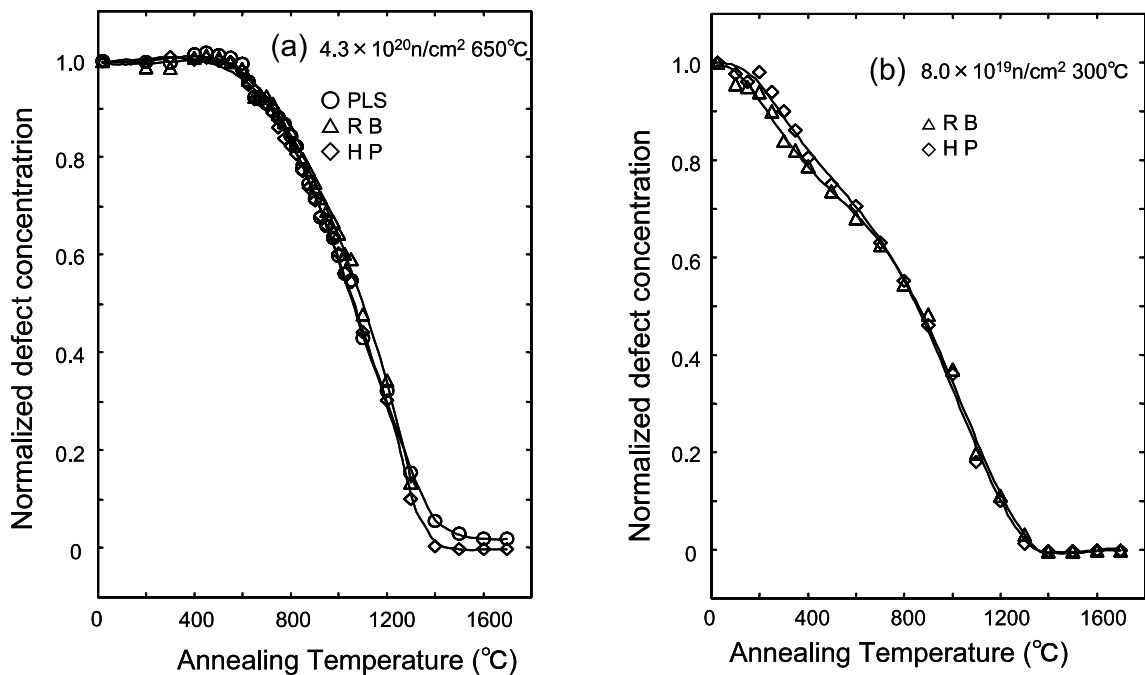 (a) 4.3 × 10²⁰n/cm² 650℃
PLS
R B
H P
1.0
0.8
0.6
0.4
0.2
0
0 400 800 1200 1600
Normalized defect concentratrion
Annealing Temperature (℃)
(b) 8.0 × 10¹⁹n/cm² 300℃
R B
H P
1.0
0.8
0.6
0.4
0.2
0
0 400 800 1200 1600
Normalized defect concentration
Annealing Temperature (℃)